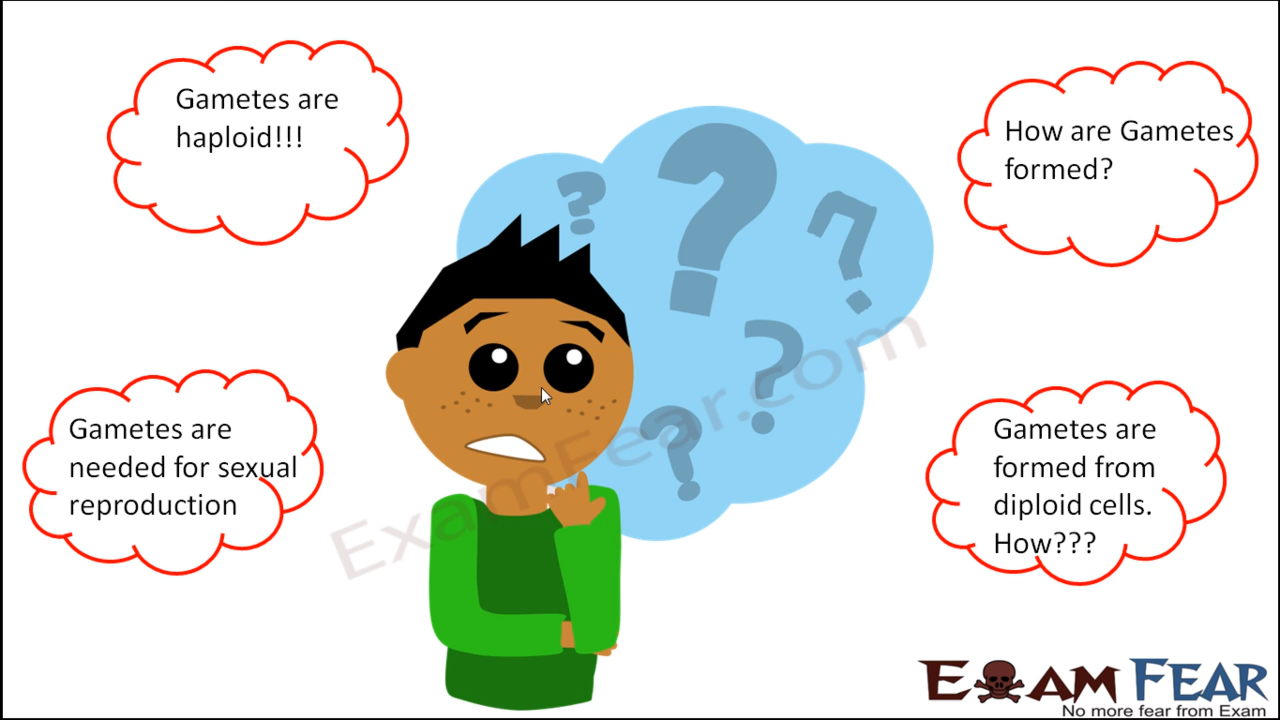 Gametes are
haploid!!!
How are Gametes
formed?
Gametes are
needed for sexual
reproduction
Gametes are
formed from
diploid cells.
How???
ExamFear.com
EXAM FEAR
No more fear from Exam